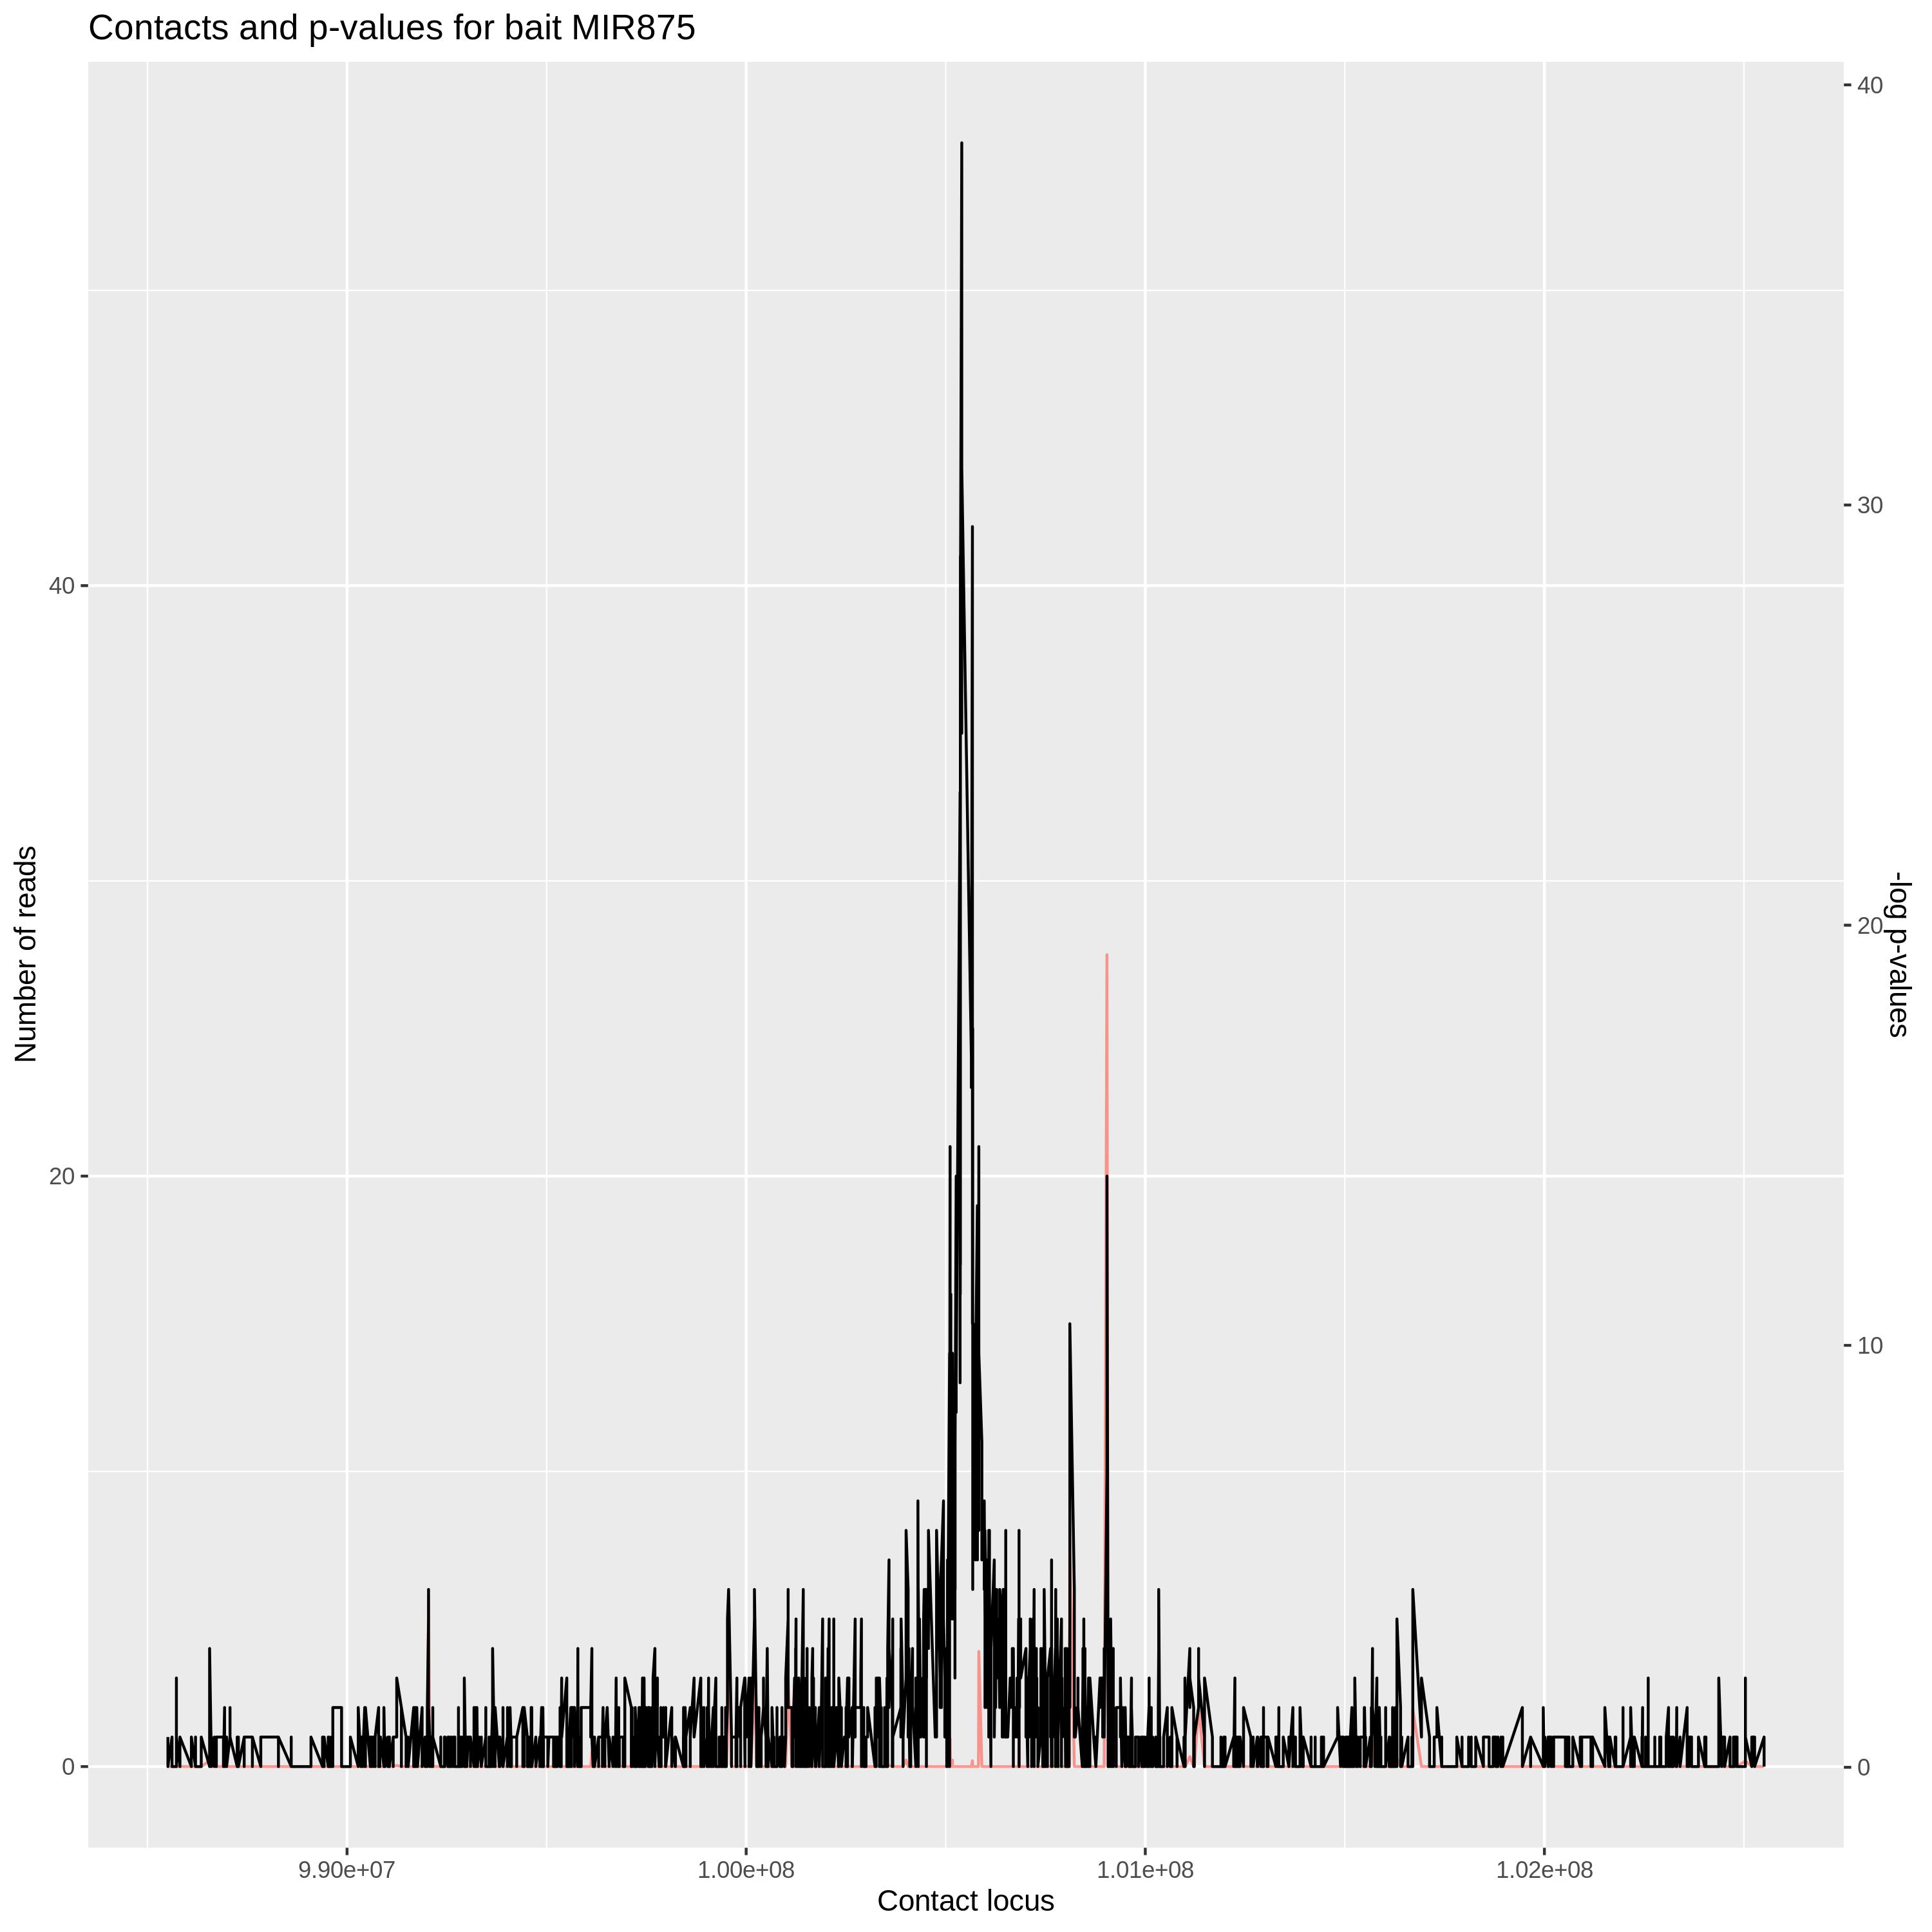 Contacts and p-values for bait MIR875
40
20
0
Number of reads
40
30
20
10
0
-log p-values
9.90e+07
1.00e+08
1.01e+08
1.02e+08
Contact locus